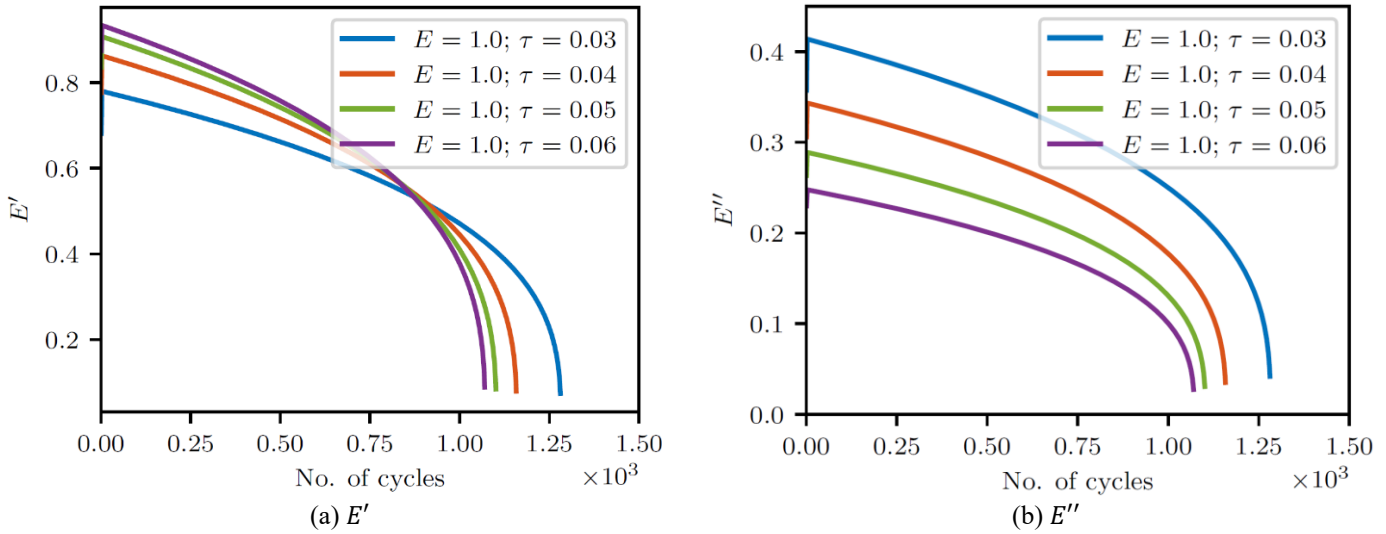 E = 1.0; τ = 0.03
E = 1.0; τ = 0.04
E = 1.0; τ = 0.05
E = 1.0; τ = 0.06
0.8
0.6
0.4
0.2
E′
0.00 0.25 0.50 0.75 1.00 1.25 1.50
No. of cycles ×10³
(a) E′
E = 1.0; τ = 0.03
E = 1.0; τ = 0.04
E = 1.0; τ = 0.05
E = 1.0; τ = 0.06
0.4
0.3
0.2
0.1
0.0
E′′
0.00 0.25 0.50 0.75 1.00 1.25 1.50
No. of cycles ×10³
(b) E′′